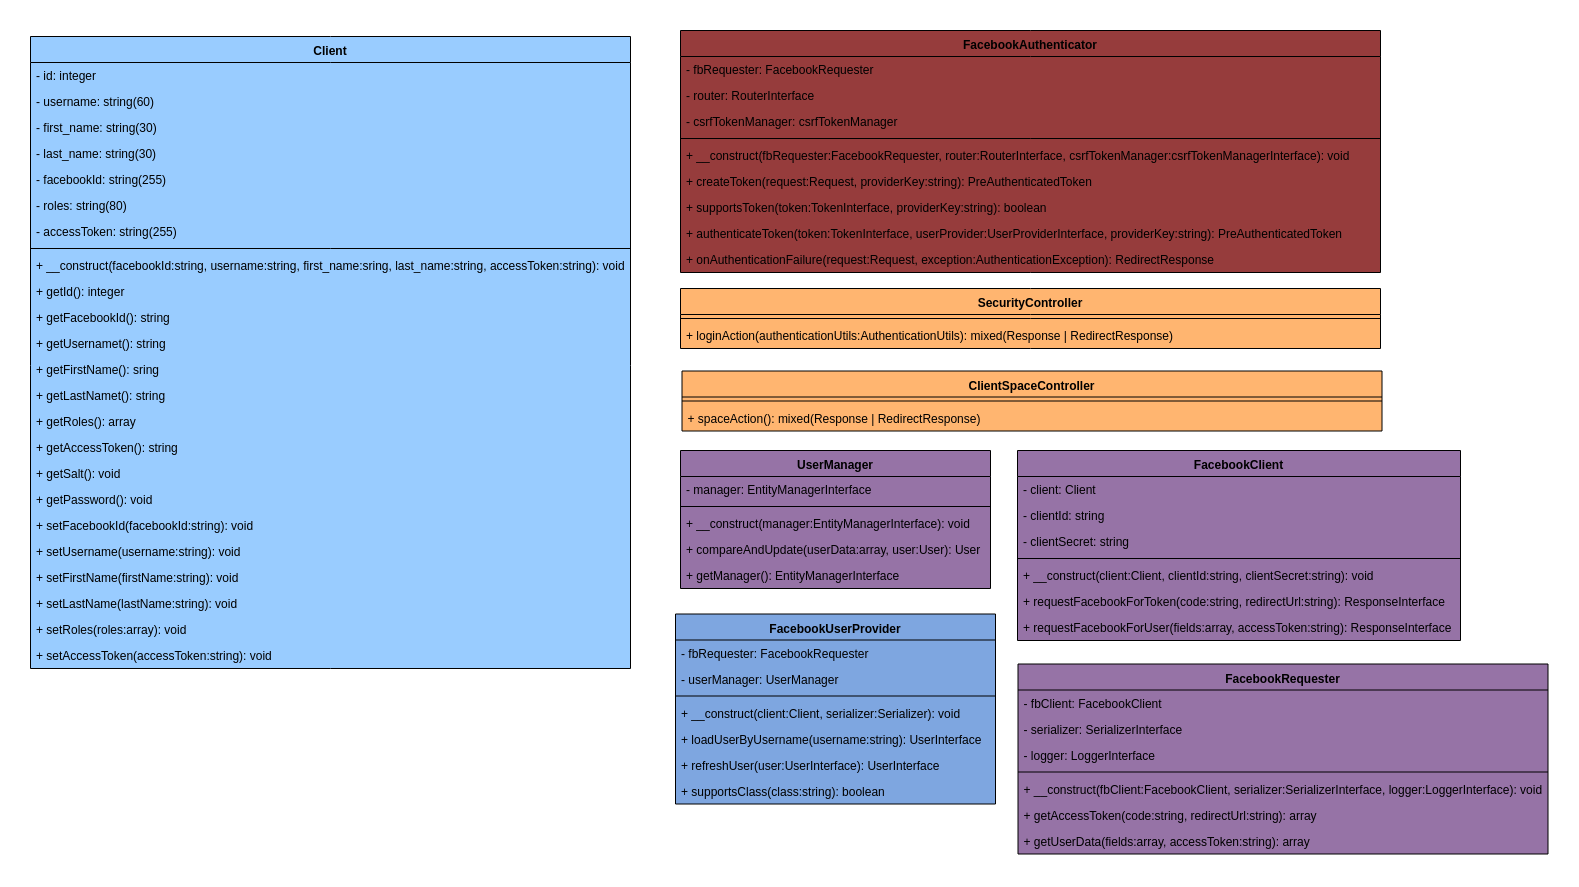 Client
- id: integer
- username: string(60)
- first_name: string(30)
- last_name: string(30)
- facebookId: string(255)
- roles: string(80)
- accessToken: string(255)
+ __construct(facebookId:string, username:string, first_name:sring, last_name:string, accessToken:string): void
+ getId(): integer
+ getFacebookId(): string
+ getUsernamet(): string
+ getFirstName(): sring
+ getLastNamet(): string
+ getRoles(): array
+ getAccessToken(): string
+ getSalt(): void
+ getPassword(): void
+ setFacebookId(facebookId:string): void
+ setUsername(username:string): void
+ setFirstName(firstName:string): void
+ setLastName(lastName:string): void
+ setRoles(roles:array): void
+ setAccessToken(accessToken:string): void
FacebookAuthenticator
- fbRequester: FacebookRequester
- router: RouterInterface
- csrfTokenManager: csrfTokenManager
+ __construct(fbRequester:FacebookRequester, router:RouterInterface, csrfTokenManager:csrfTokenManagerInterface): void
+ createToken(request:Request, providerKey:string): PreAuthenticatedToken
+ supportsToken(token:TokenInterface, providerKey:string): boolean
+ authenticateToken(token:TokenInterface, userProvider:UserProviderInterface, providerKey:string): PreAuthenticatedToken
+ onAuthenticationFailure(request:Request, exception:AuthenticationException): RedirectResponse
SecurityController
+ loginAction(authenticationUtils:AuthenticationUtils): mixed(Response | RedirectResponse)
ClientSpaceController
+ spaceAction(): mixed(Response | RedirectResponse)
UserManager
- manager: EntityManagerInterface
+ __construct(manager:EntityManagerInterface): void
+ compareAndUpdate(userData:array, user:User): User
+ getManager(): EntityManagerInterface
FacebookClient
- client: Client
- clientId: string
- clientSecret: string
+ __construct(client:Client, clientId:string, clientSecret:string): void
+ requestFacebookForToken(code:string, redirectUrl:string): ResponseInterface
+ requestFacebookForUser(fields:array, accessToken:string): ResponseInterface
FacebookUserProvider
- fbRequester: FacebookRequester
- userManager: UserManager
+ __construct(client:Client, serializer:Serializer): void
+ loadUserByUsername(username:string): UserInterface
+ refreshUser(user:UserInterface): UserInterface
+ supportsClass(class:string): boolean
FacebookRequester
- fbClient: FacebookClient
- serializer: SerializerInterface
- logger: LoggerInterface
+ __construct(fbClient:FacebookClient, serializer:SerializerInterface, logger:LoggerInterface): void
+ getAccessToken(code:string, redirectUrl:string): array
+ getUserData(fields:array, accessToken:string): array